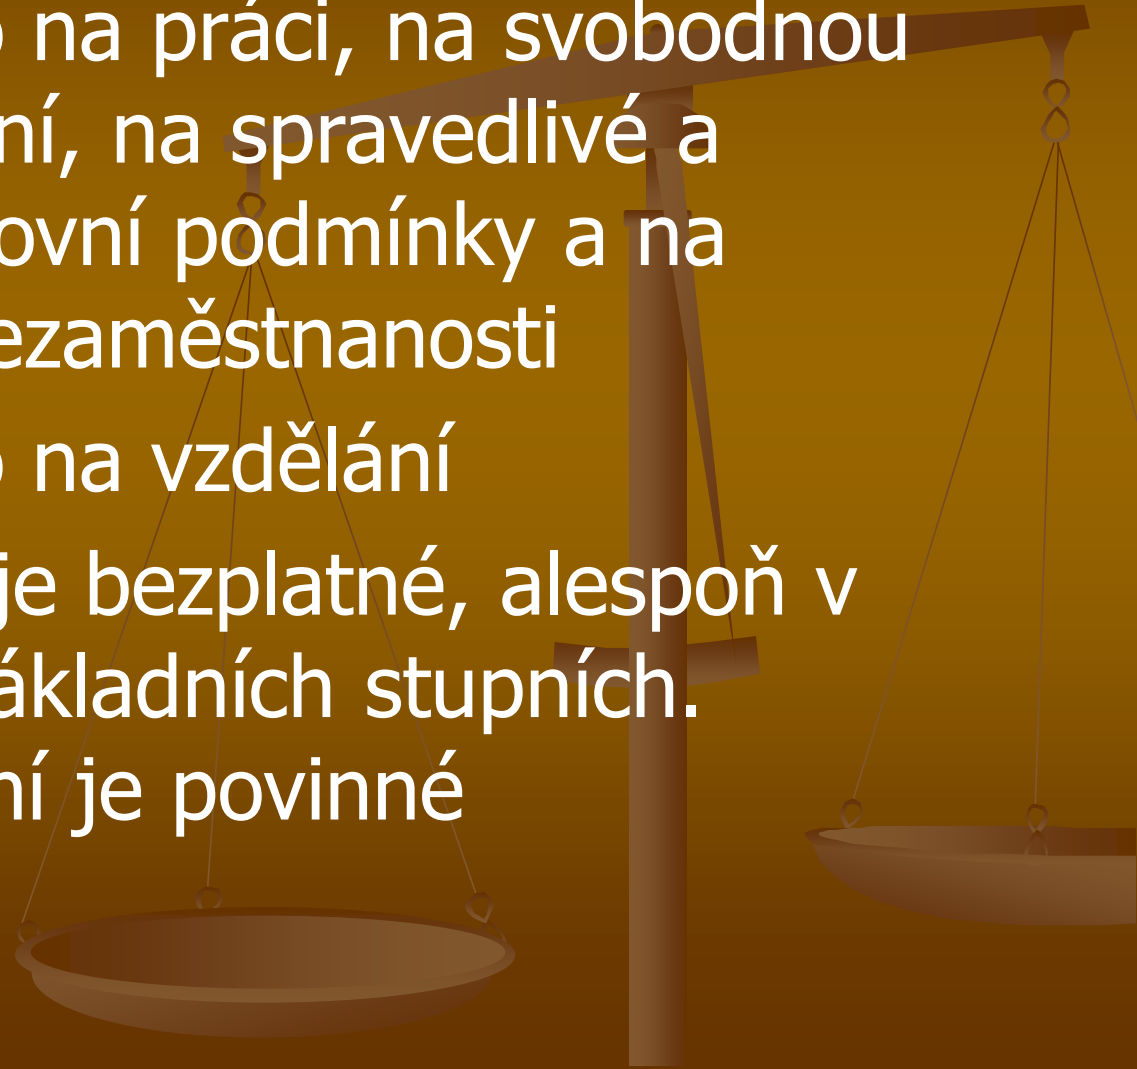 na práci, na svobodnou
ní, na spravedlivé a
ovní podmínky a na
ezaměstnanosti
na vzdělání
je bezplatné, alespoň v
ákladních stupních.
ní je povinné